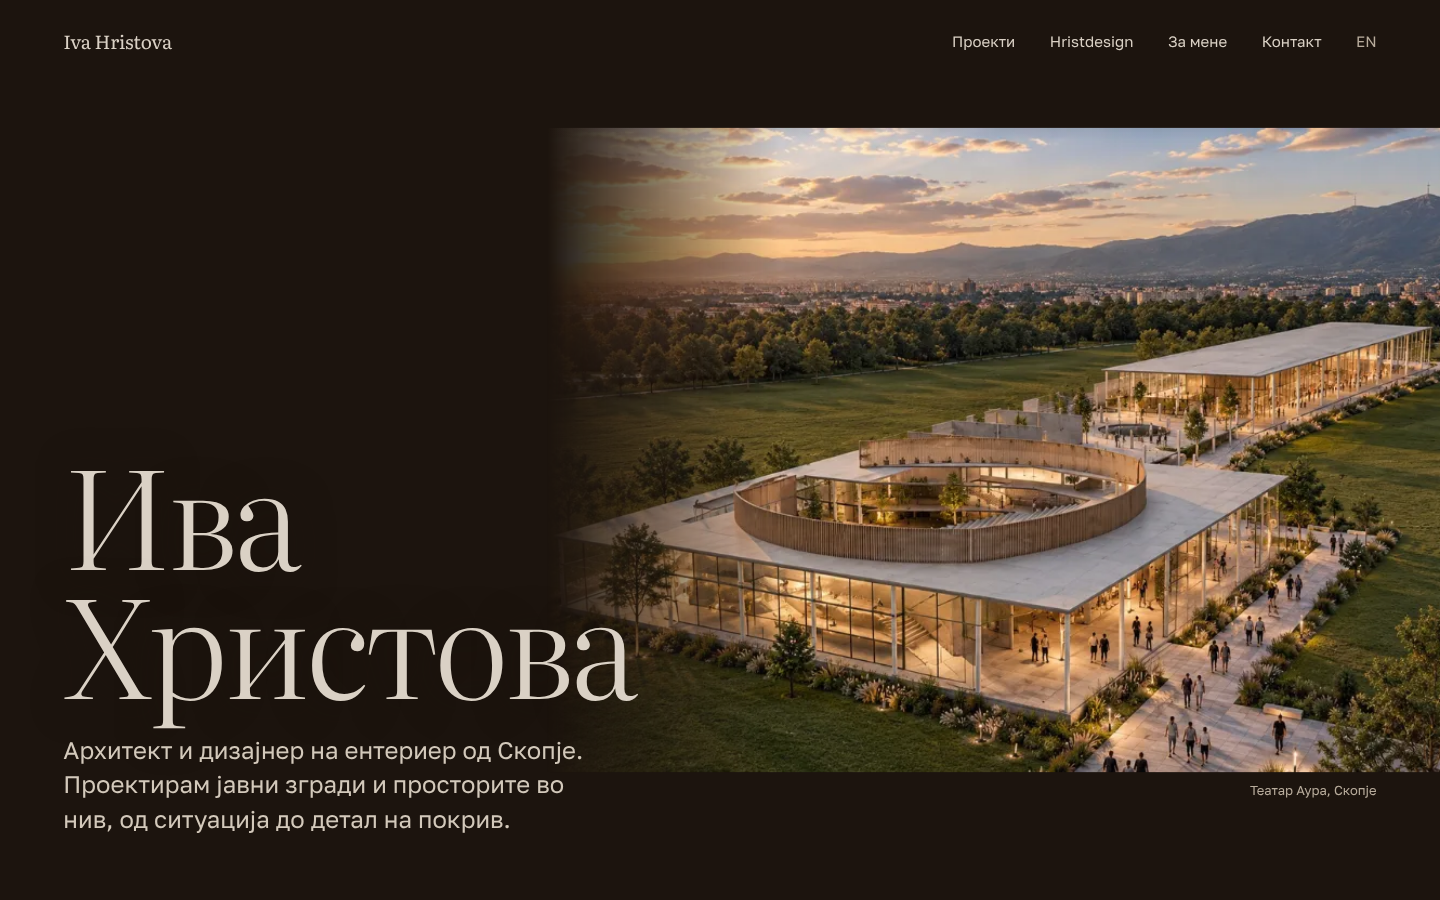 Iva Hristova
Проекти
Hristdesign
За мене
Контакт
EN
Ива
Христова
Архитект и дизајнер на ентериер од Скопје.
Проектирам јавни згради и просторите во
нив, од ситуација до детал на покрив.
Театар Аура, Скопје